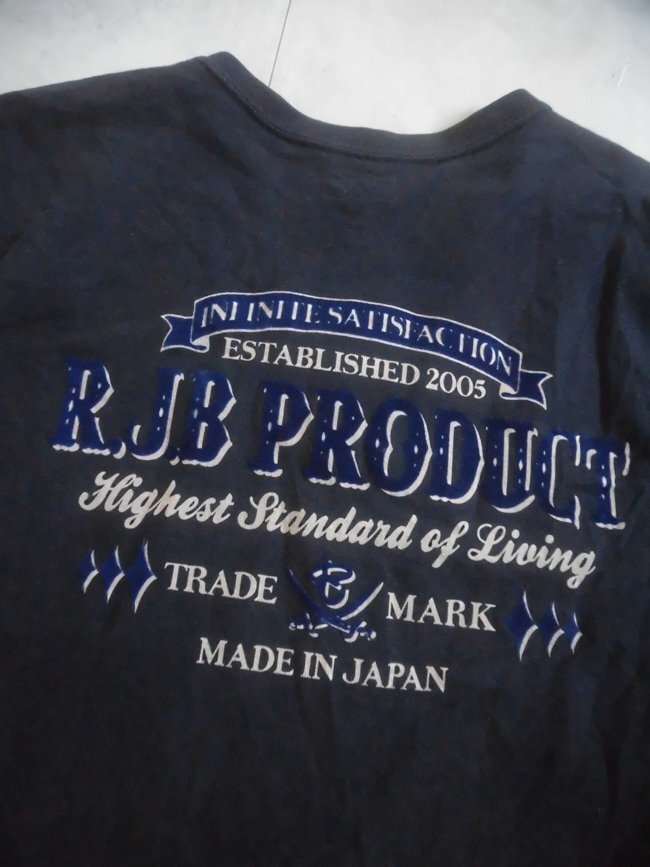 INFINITE SATISFACTION
ESTABLISHED 2005
R.J.B PRODUCT
Highest Standard of Living
TRADE B MARK
MADE IN JAPAN